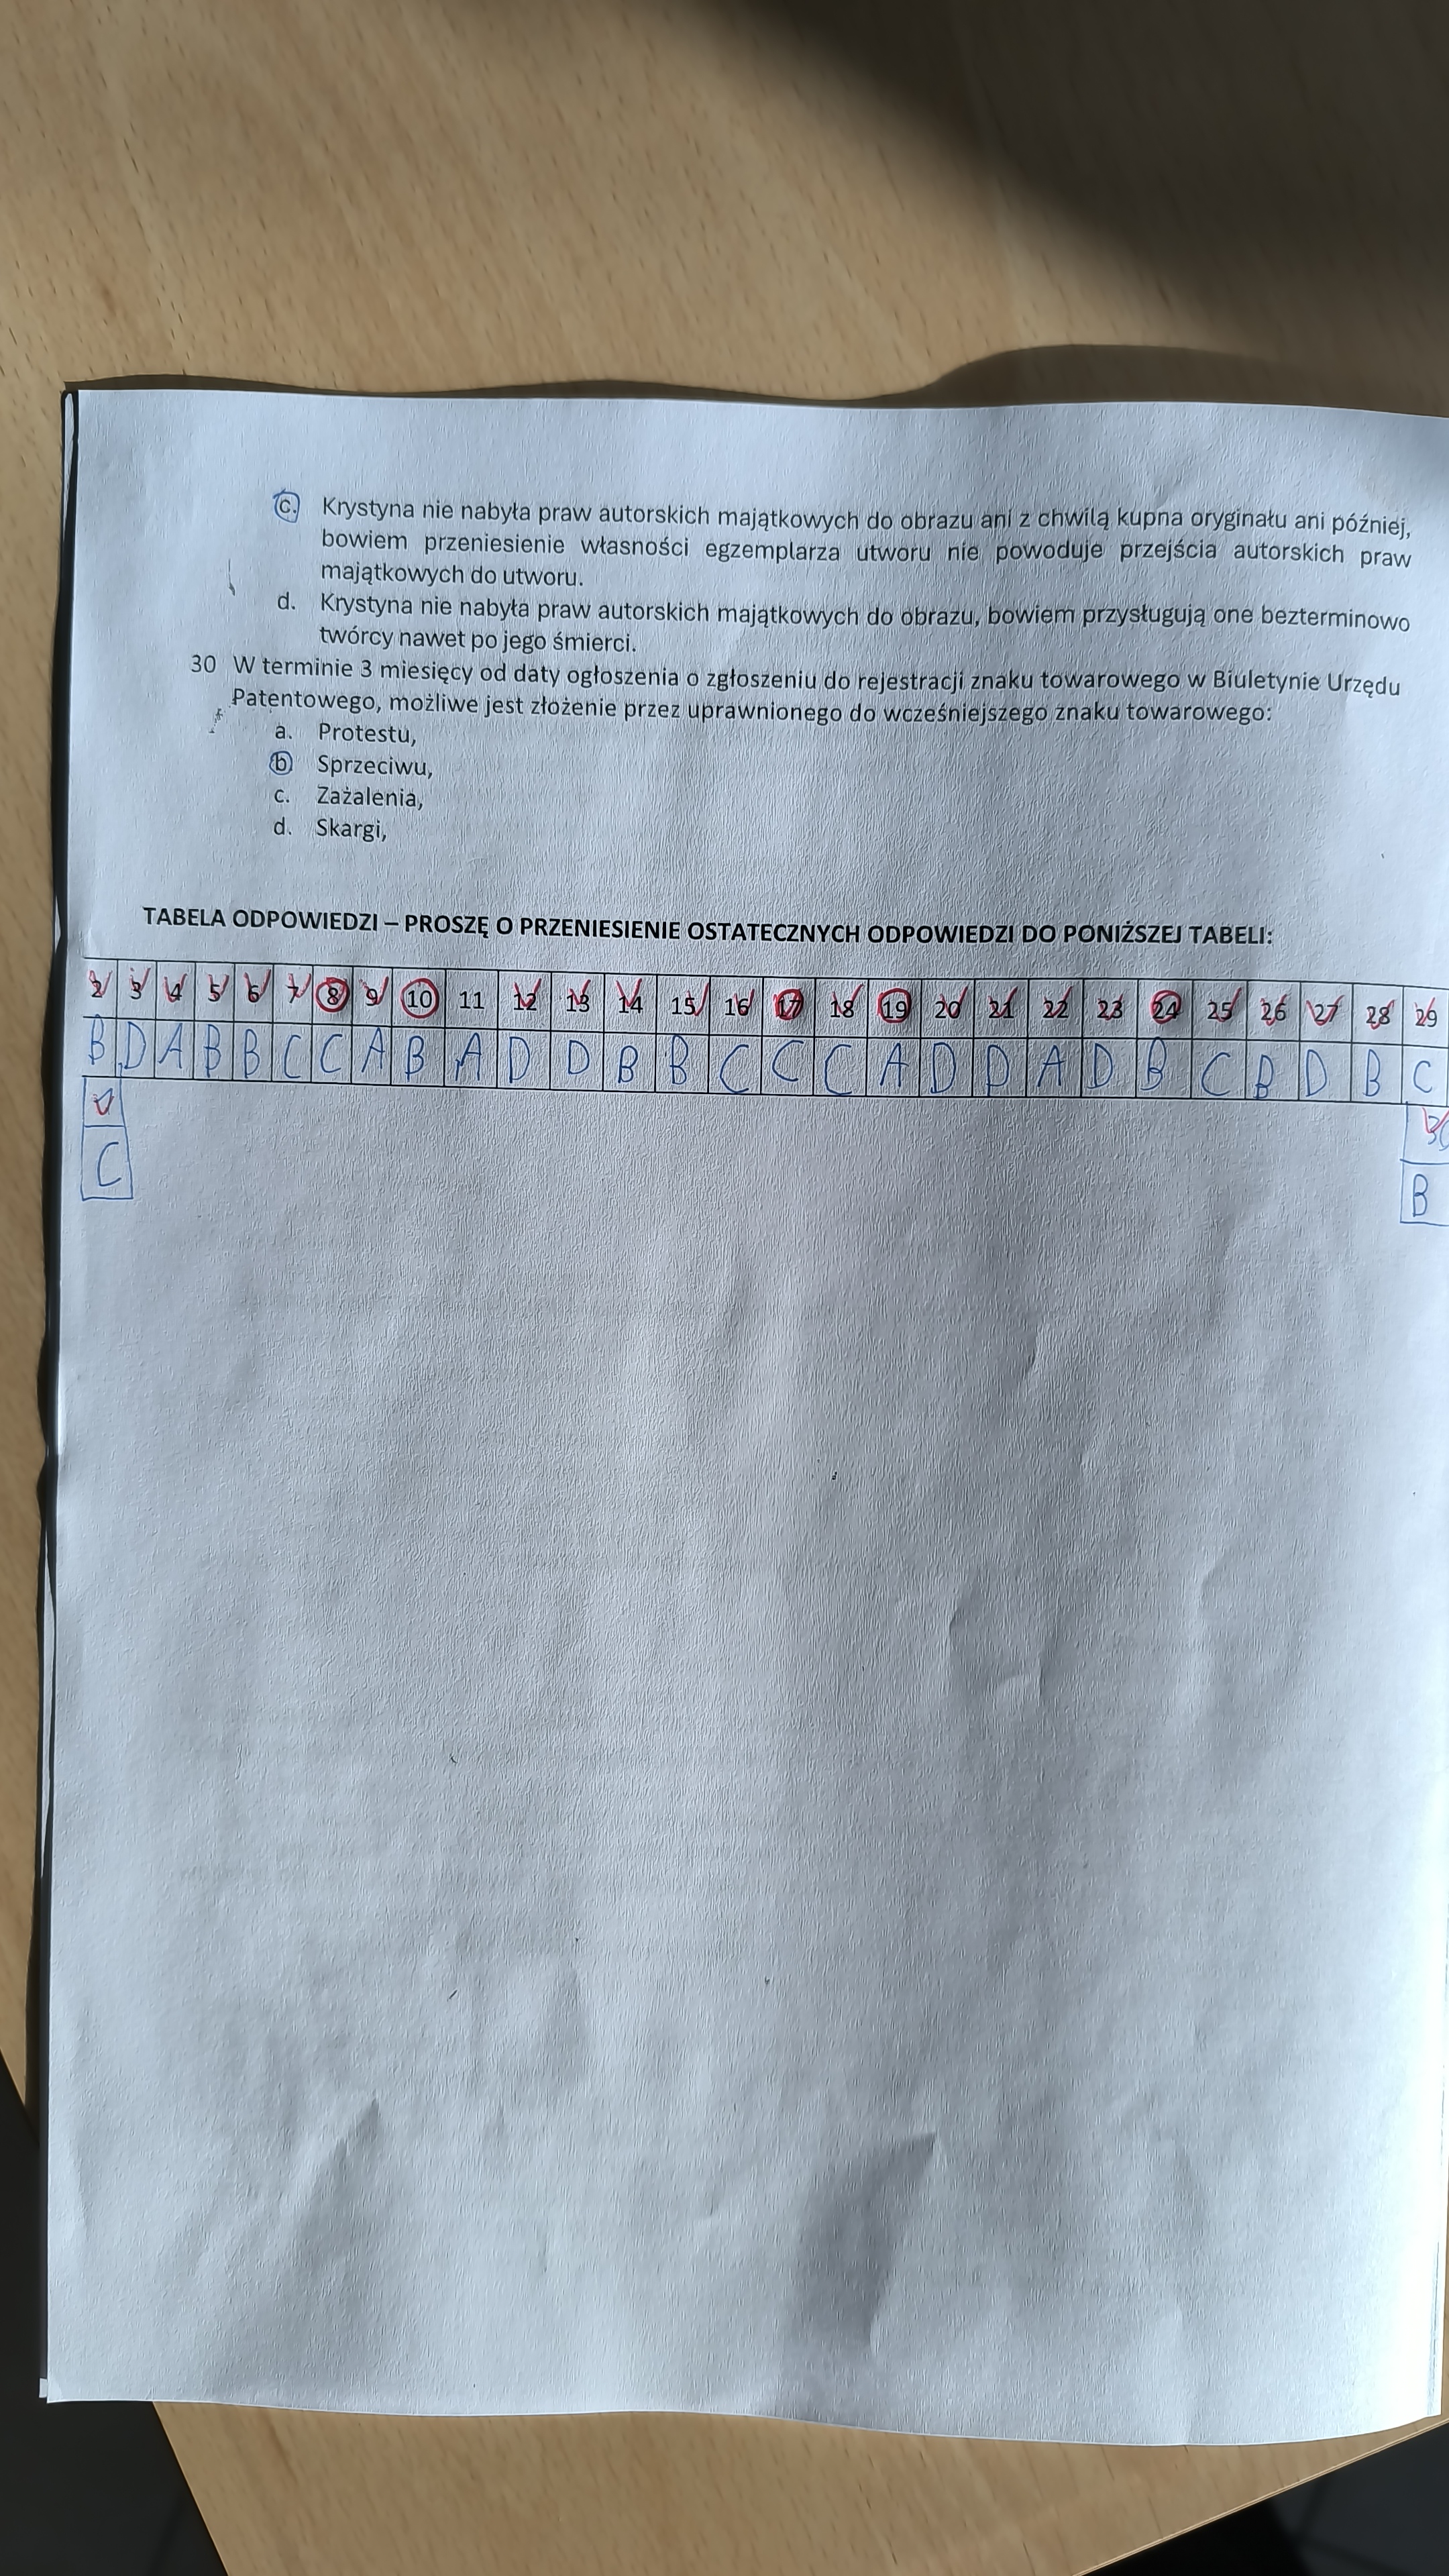 c. Krystyna nie nabyła praw autorskich majątkowych do obrazu ani z chwilą kupna oryginału ani później,
bowiem przeniesienie własności egzemplarza utworu nie powoduje przejścia autorskich praw
majątkowych do utworu.
d. Krystyna nie nabyła praw autorskich majątkowych do obrazu, bowiem przysługują one bezterminowo
twórcy nawet po jego śmierci.
30 W terminie 3 miesięcy od daty ogłoszenia o zgłoszeniu do rejestracji znaku towarowego w Biuletynie Urzędu
Patentowego, możliwe jest złożenie przez uprawnionego do wcześniejszego znaku towarowego:
a. Protestu,
b Sprzeciwu,
c. Zażalenia,
d. Skargi,
TABELA ODPOWIEDZI – PROSZĘ O PRZENIESIENIE OSTATECZNYCH ODPOWIEDZI DO PONIŻSZEJ TABELI:
2 3 4 5 6 7 8 9 10 11 12 13 14 15 16 17 18 19 20 21 22 23 24 25 26 27 28 29
B D A B B C C A B A D D B B C C C A D D A D B C B D B C
30
C
B